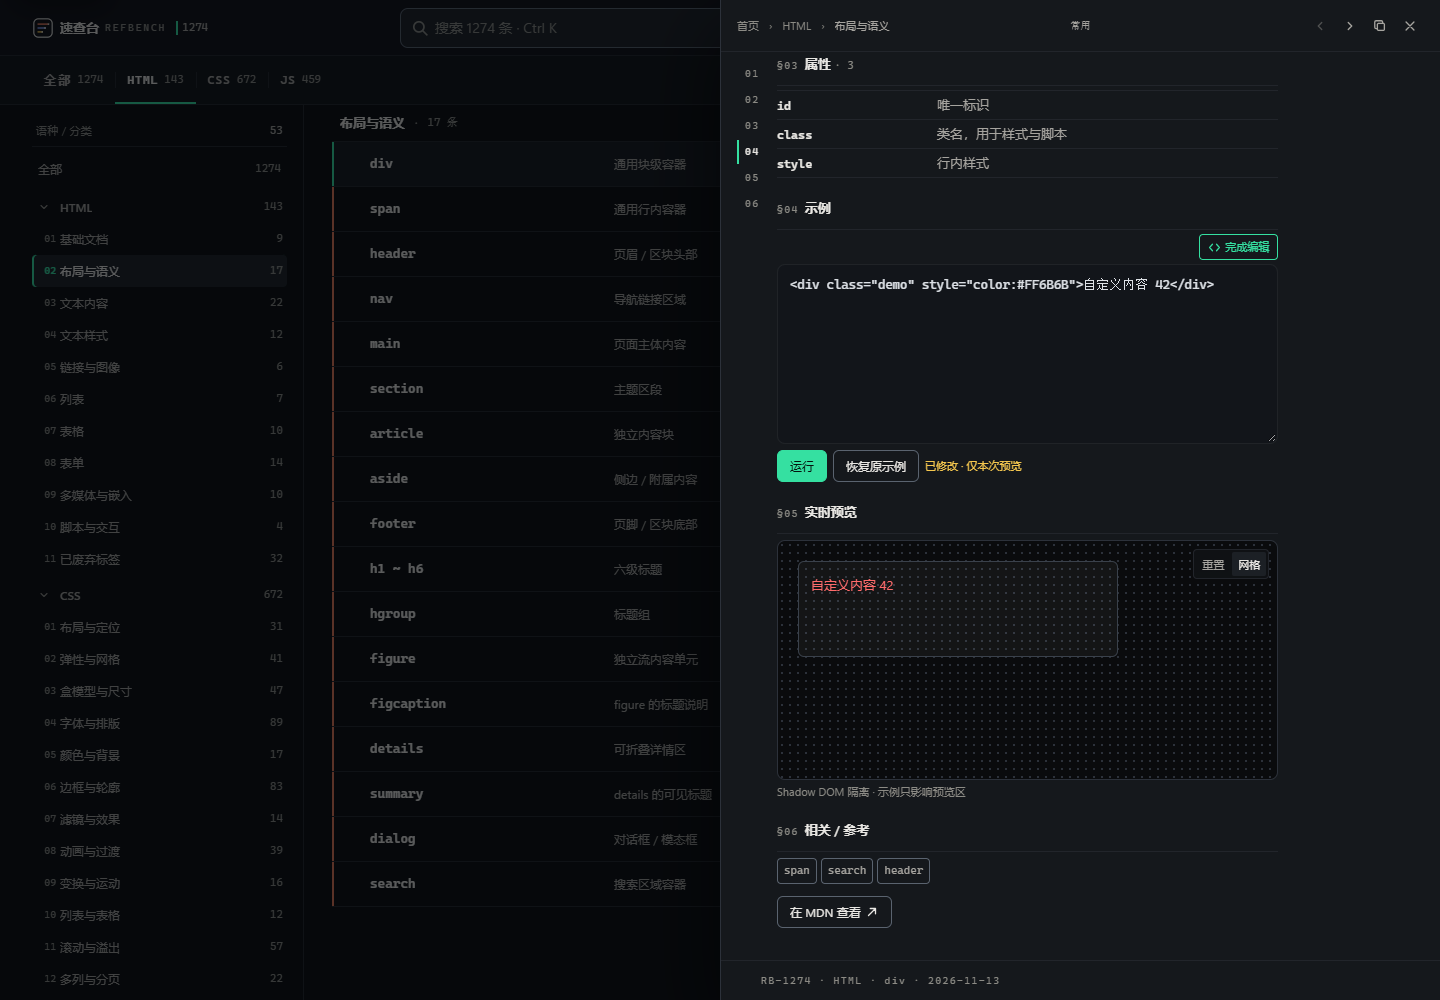 速查台 REFBENCH 1274
搜索 1274 条 · Ctrl K
全部 1274 HTML 143 CSS 672 JS 459
语种 / 分类 53
全部 1274
HTML 143
01 基础文档 9
02 布局与语义 17
03 文本内容 22
04 文本样式 12
05 链接与图像 6
06 列表 7
07 表格 10
08 表单 14
09 多媒体与嵌入 10
10 脚本与交互 4
11 已废弃标签 32
CSS 672
01 布局与定位 31
02 弹性与网格 41
03 盒模型与尺寸 47
04 字体与排版 89
05 颜色与背景 17
06 边框与轮廓 83
07 滤镜与效果 14
08 动画与过渡 39
09 变换与运动 16
10 列表与表格 12
11 滚动与溢出 57
12 多列与分页 22
布局与语义 · 17 条
div 通用块级容器
span 通用行内容器
header 页眉 / 区块头部
nav 导航链接区域
main 页面主体内容
section 主题区段
article 独立内容块
aside 侧边 / 附属内容
footer 页脚 / 区块底部
h1 ~ h6 六级标题
hgroup 标题组
figure 独立流内容单元
figcaption figure 的标题说明
details 可折叠详情区
summary details 的可见标题
dialog 对话框 / 模态框
search 搜索区域容器
首页 › HTML › 布局与语义 常用
01
02
03
04
05
06
§03 属性 · 3
id 唯一标识
class 类名，用于样式与脚本
style 行内样式
§04 示例
完成编辑
<div class="demo" style="color:#FF6B6B">自定义内容 42</div>
运行 恢复原示例 已修改 · 仅本次预览
§05 实时预览
重置 网格
自定义内容 42
Shadow DOM 隔离 · 示例只影响预览区
§06 相关 / 参考
span search header
在 MDN 查看
RB-1274 · HTML · div · 2026-11-13